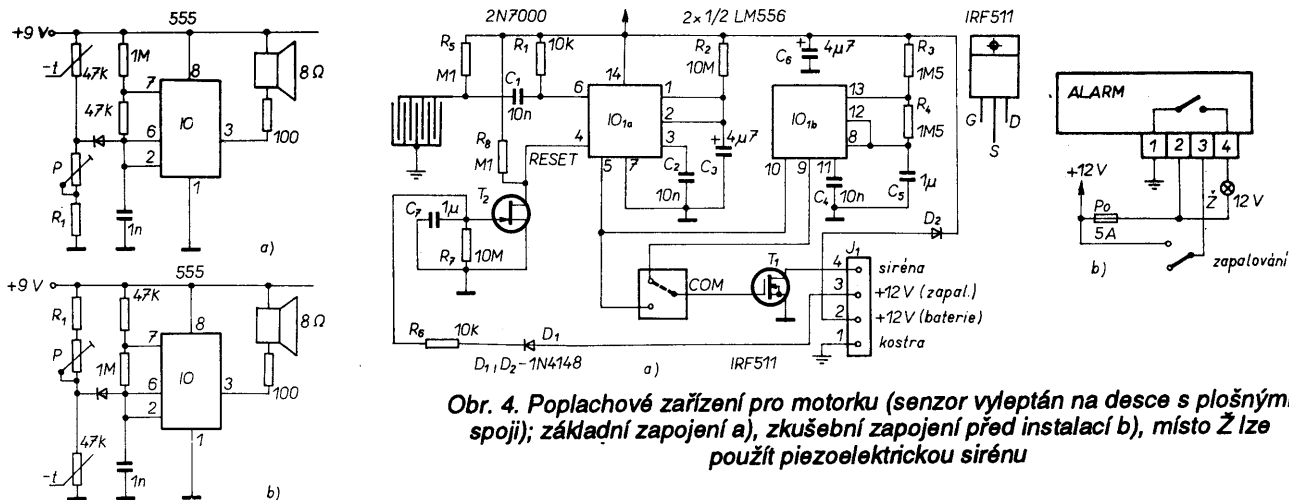 555
+9 V
-t
47k
1M
7
8
8 Ω
47k
6
IO
3
100
P
2
R1
1
1n
a)
555
+9 V
R1
47k
8
8 Ω
P
7
1M
6
IO
3
100
2
47k
-t
1
1n
b)
2N7000
2× 1/2 LM556
IRF511
R5
M1
R1
10k
R2
10M
C6
+
4μ7
R3
1M5
C1
10n
14
6
1
13
R4
1M5
IO1a
2
IO1b
12
4
3
+
4μ7
8
R8
M1
RESET
5
7
C2
10n
C3
10
9
11
C4
10n
C5
1μ
T2
C7
1μ
R7
10M
D2
J1
T1
COM
4
siréna
3
+12V (zapal.)
2
+12V (baterie)
1
kostra
R6
10k
D1
D1, D2-1N4148
a)
IRF511
G
D
S
ALARM
1
2
3
4
+12V
Ž
12 V
Po
5A
b)
zapalování
Obr. 4. Poplachové zařízení pro motorku (senzor vyleptán na desce s plošnými
spoji); základní zapojení a), zkušební zapojení před instalací b), místo Ž lze
použít piezoelektrickou sirénu